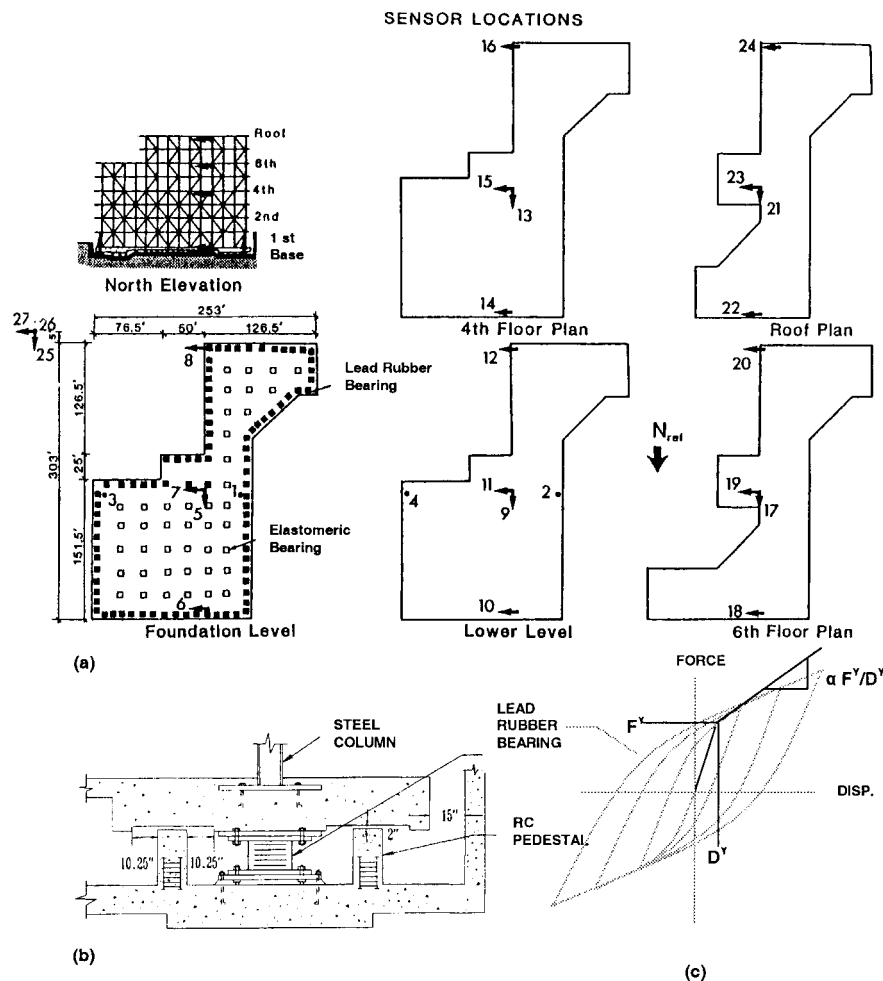 SENSOR LOCATIONS
Roof
6th
4th
2nd
1 st
Base
North Elevation
16
15
13
14
4th Floor Plan
24
23
21
22
Roof Plan
253'
76.5'
50'
126.5'
27
26
25
5'
126.5'
25'
303'
151.5'
8
Lead Rubber
Bearing
3
7
5
1
Elastomeric
Bearing
6
Foundation Level
12
11
4
9
2
10
Lower Level
20
N ref
19
17
18
6th Floor Plan
(a)
STEEL
COLUMN
15"
2"
RC
PEDESTAL
10.25"
10.25"
(b)
FORCE
α F^Y/D^Y
LEAD
RUBBER
BEARING
F^Y
DISP.
D^Y
(c)